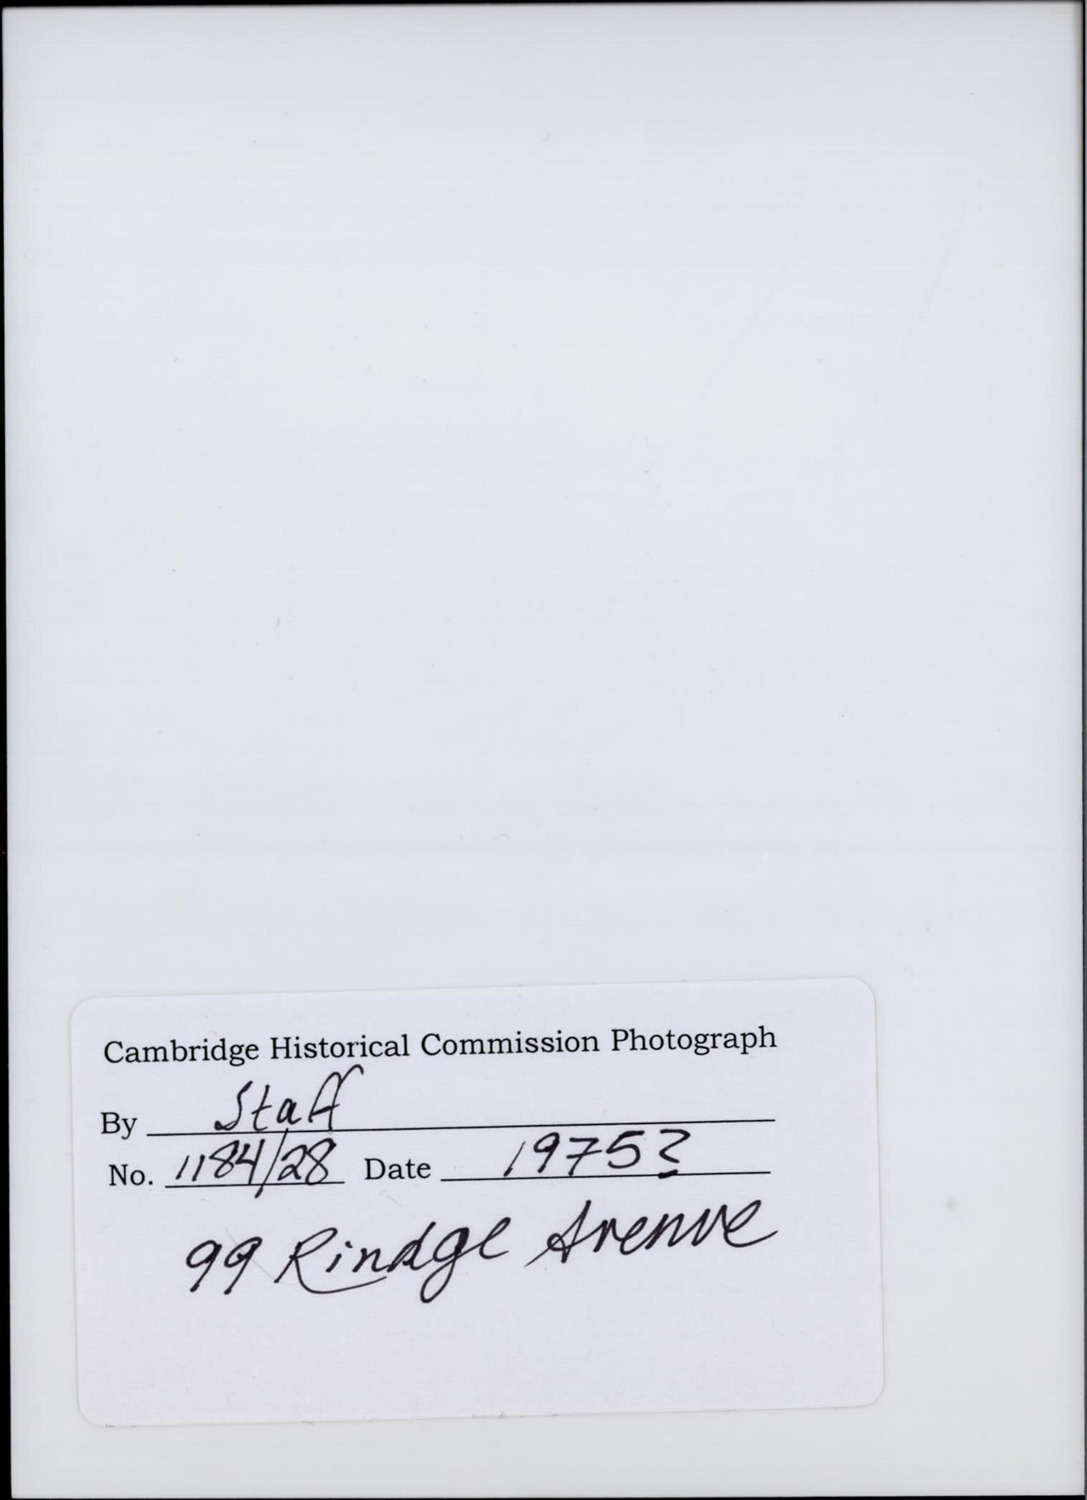 Cambridge Historical Commission Photograph
By Staff
No. 1184/28 Date 1975?
99 Rindge Avenue